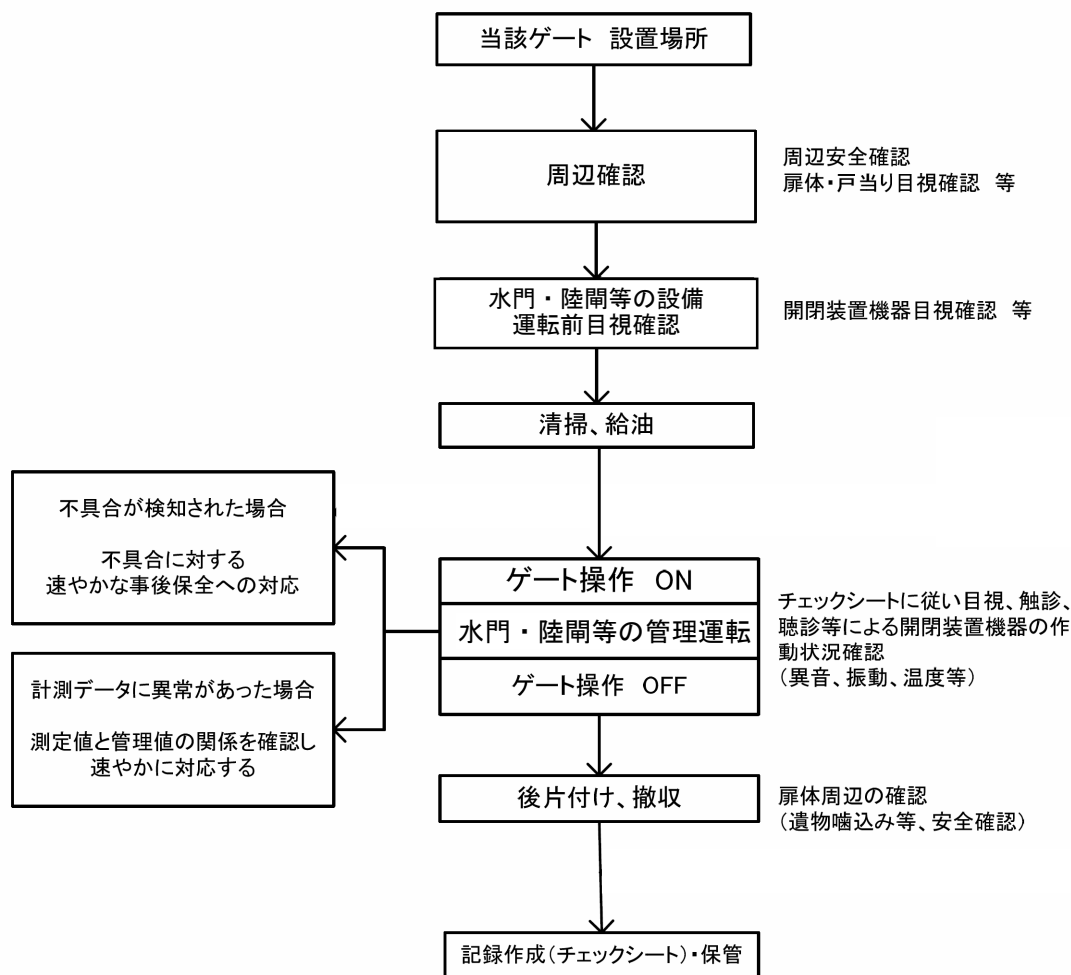 当該ゲート 設置場所
周辺確認
周辺安全確認
扉体・戸当り目視確認 等
水門・陸閘等の設備
運転前目視確認
開閉装置機器目視確認 等
清掃、給油
不具合が検知された場合
不具合に対する
速やかな事後保全への対応
計測データに異常があった場合
測定値と管理値の関係を確認し
速やかに対応する
ゲート操作 ON
水門・陸閘等の管理運転
ゲート操作 OFF
チェックシートに従い目視、触診、
聴診等による開閉装置機器の作
動状況確認
(異音、振動、温度等)
後片付け、撤収
扉体周辺の確認
(遺物噛込み等、安全確認)
記録作成(チェックシート)・保管